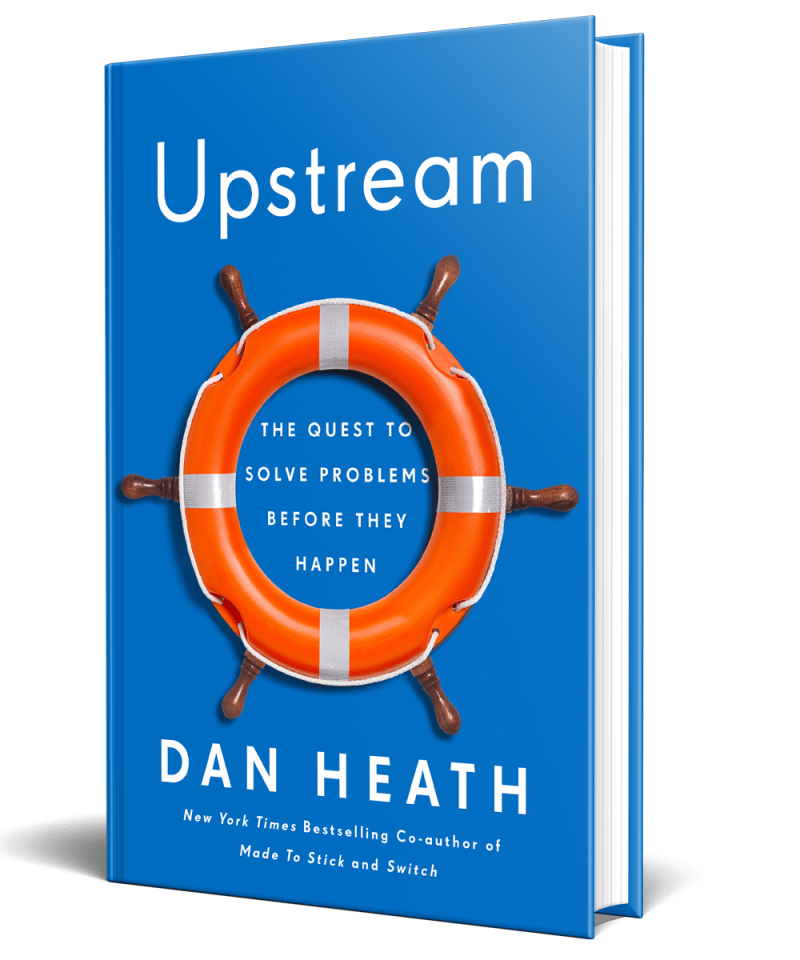 Upstream
THE QUEST TO
SOLVE PROBLEMS
BEFORE THEY
HAPPEN
DAN HEATH
New York Times Bestselling Co-author of
Made To Stick and Switch